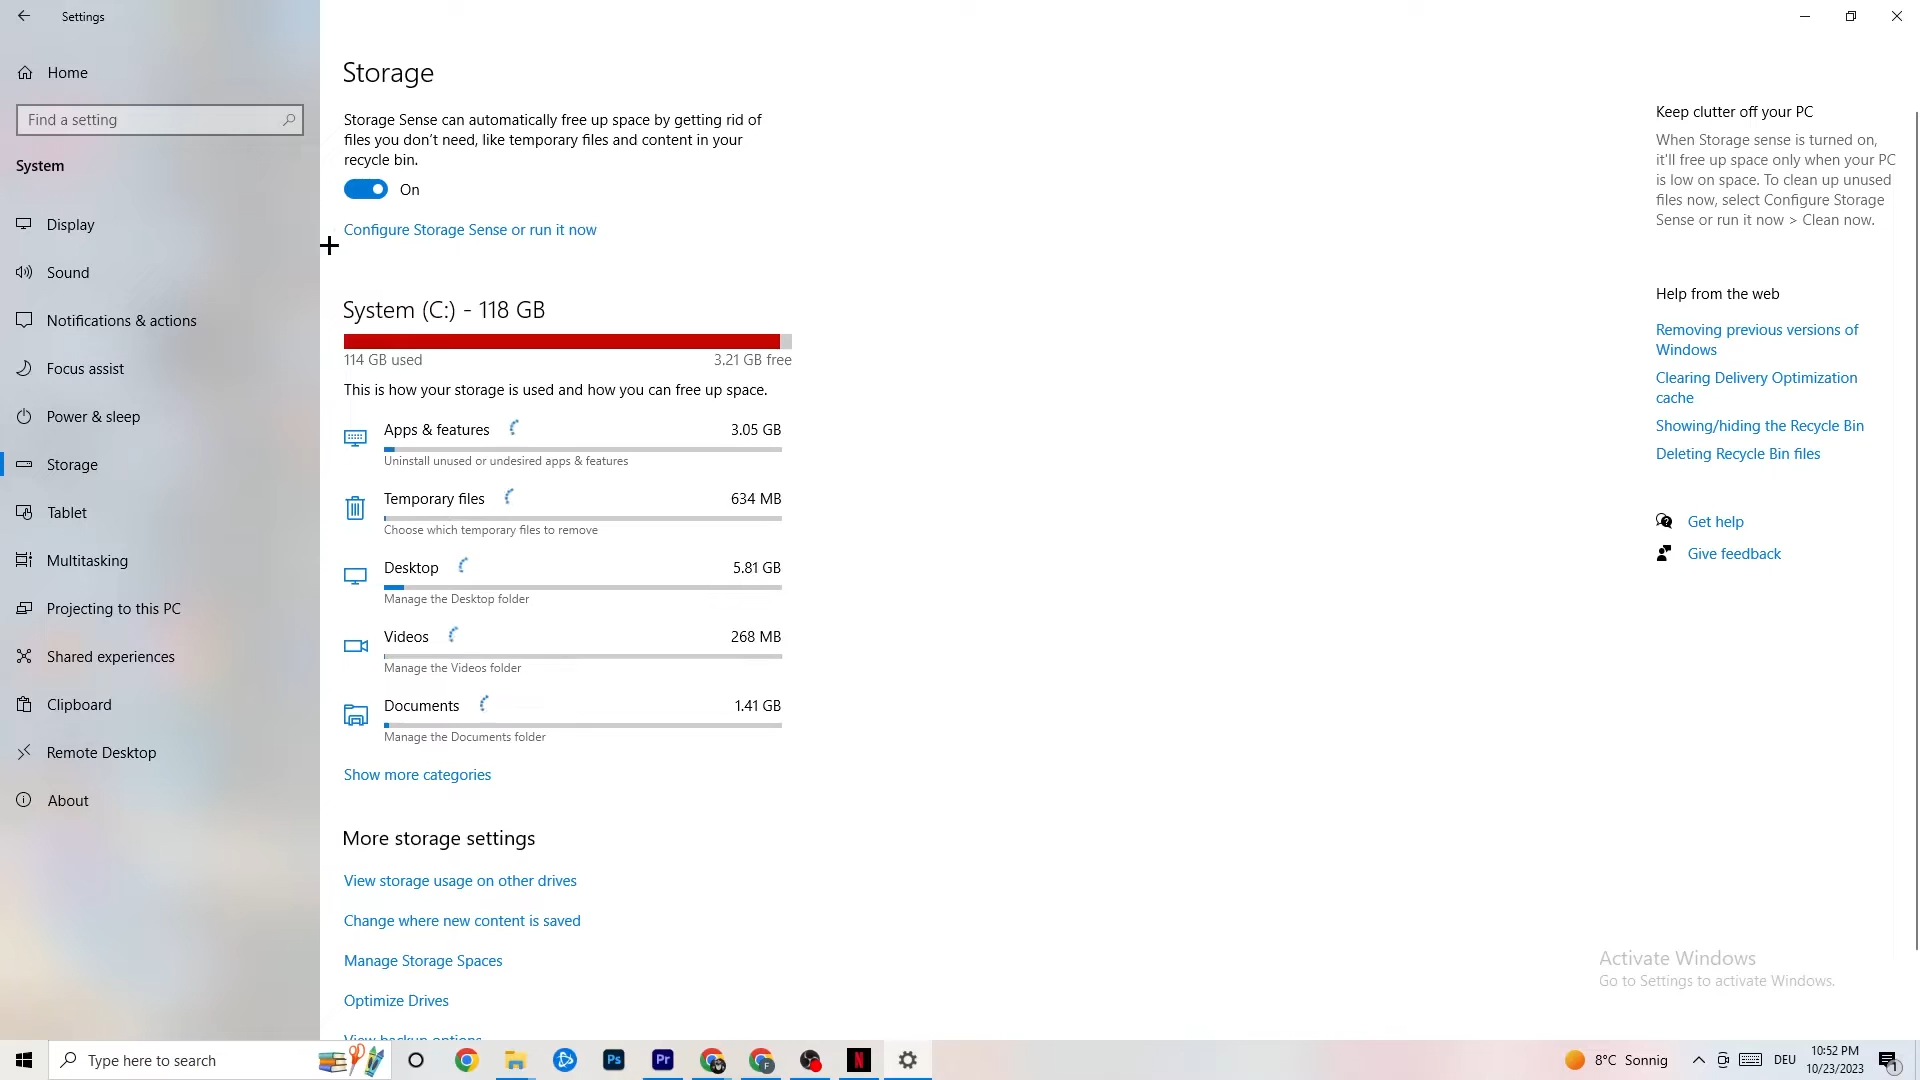 Settings
Home
Find a setting
System
Display
Sound
Notifications & actions
Focus assist
Power & sleep
Storage
Tablet
Multitasking
Projecting to this PC
Shared experiences
Clipboard
Remote Desktop
About
Storage
Storage Sense can automatically free up space by getting rid of
files you don't need, like temporary files and content in your
recycle bin.
On
Configure Storage Sense or run it now
System (C:) - 118 GB
114 GB used 3.21 GB free
This is how your storage is used and how you can free up space.
Apps & features 3.05 GB
Uninstall unused or undesired apps & features
Temporary files 634 MB
Choose which temporary files to remove
Desktop 5.81 GB
Manage the Desktop folder
Videos 268 MB
Manage the Videos folder
Documents 1.41 GB
Manage the Documents folder
Show more categories
More storage settings
View storage usage on other drives
Change where new content is saved
Manage Storage Spaces
Optimize Drives
View backup options
Keep clutter off your PC
When Storage sense is turned on,
it'll free up space only when your PC
is low on space. To clean up unused
files now, select Configure Storage
Sense or run it now > Clean now.
Help from the web
Removing previous versions of
Windows
Clearing Delivery Optimization
cache
Showing/hiding the Recycle Bin
Deleting Recycle Bin files
Get help
Give feedback
Activate Windows
Go to Settings to activate Windows.
Type here to search
Ps
Pr
F
N
8°C Sonnig
DEU
10:52 PM
10/23/2023
1